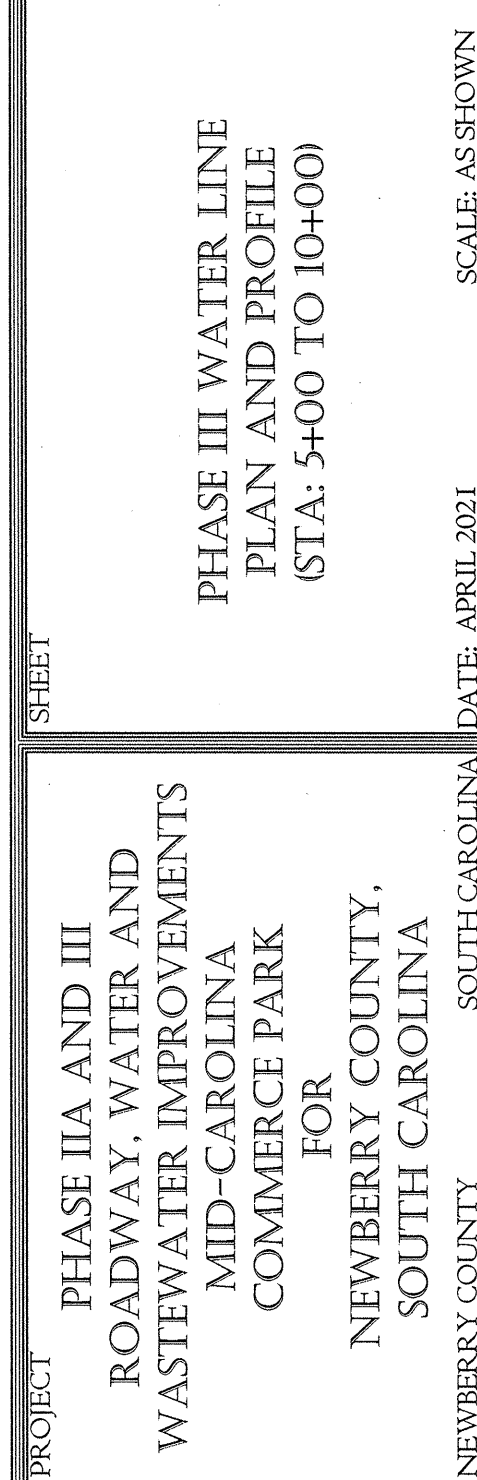 PROJECT
PHASE IIA AND III
ROADWAY, WATER AND
WASTEWATER IMPROVEMENTS
MID-CAROLINA
COMMERCE PARK
FOR
NEWBERRY COUNTY,
SOUTH CAROLINA
NEWBERRY COUNTY
SOUTH CAROLINA
SHEET
PHASE III WATER LINE
PLAN AND PROFILE
(STA: 5+00 TO 10+00)
DATE: APRIL 2021
SCALE: AS SHOWN